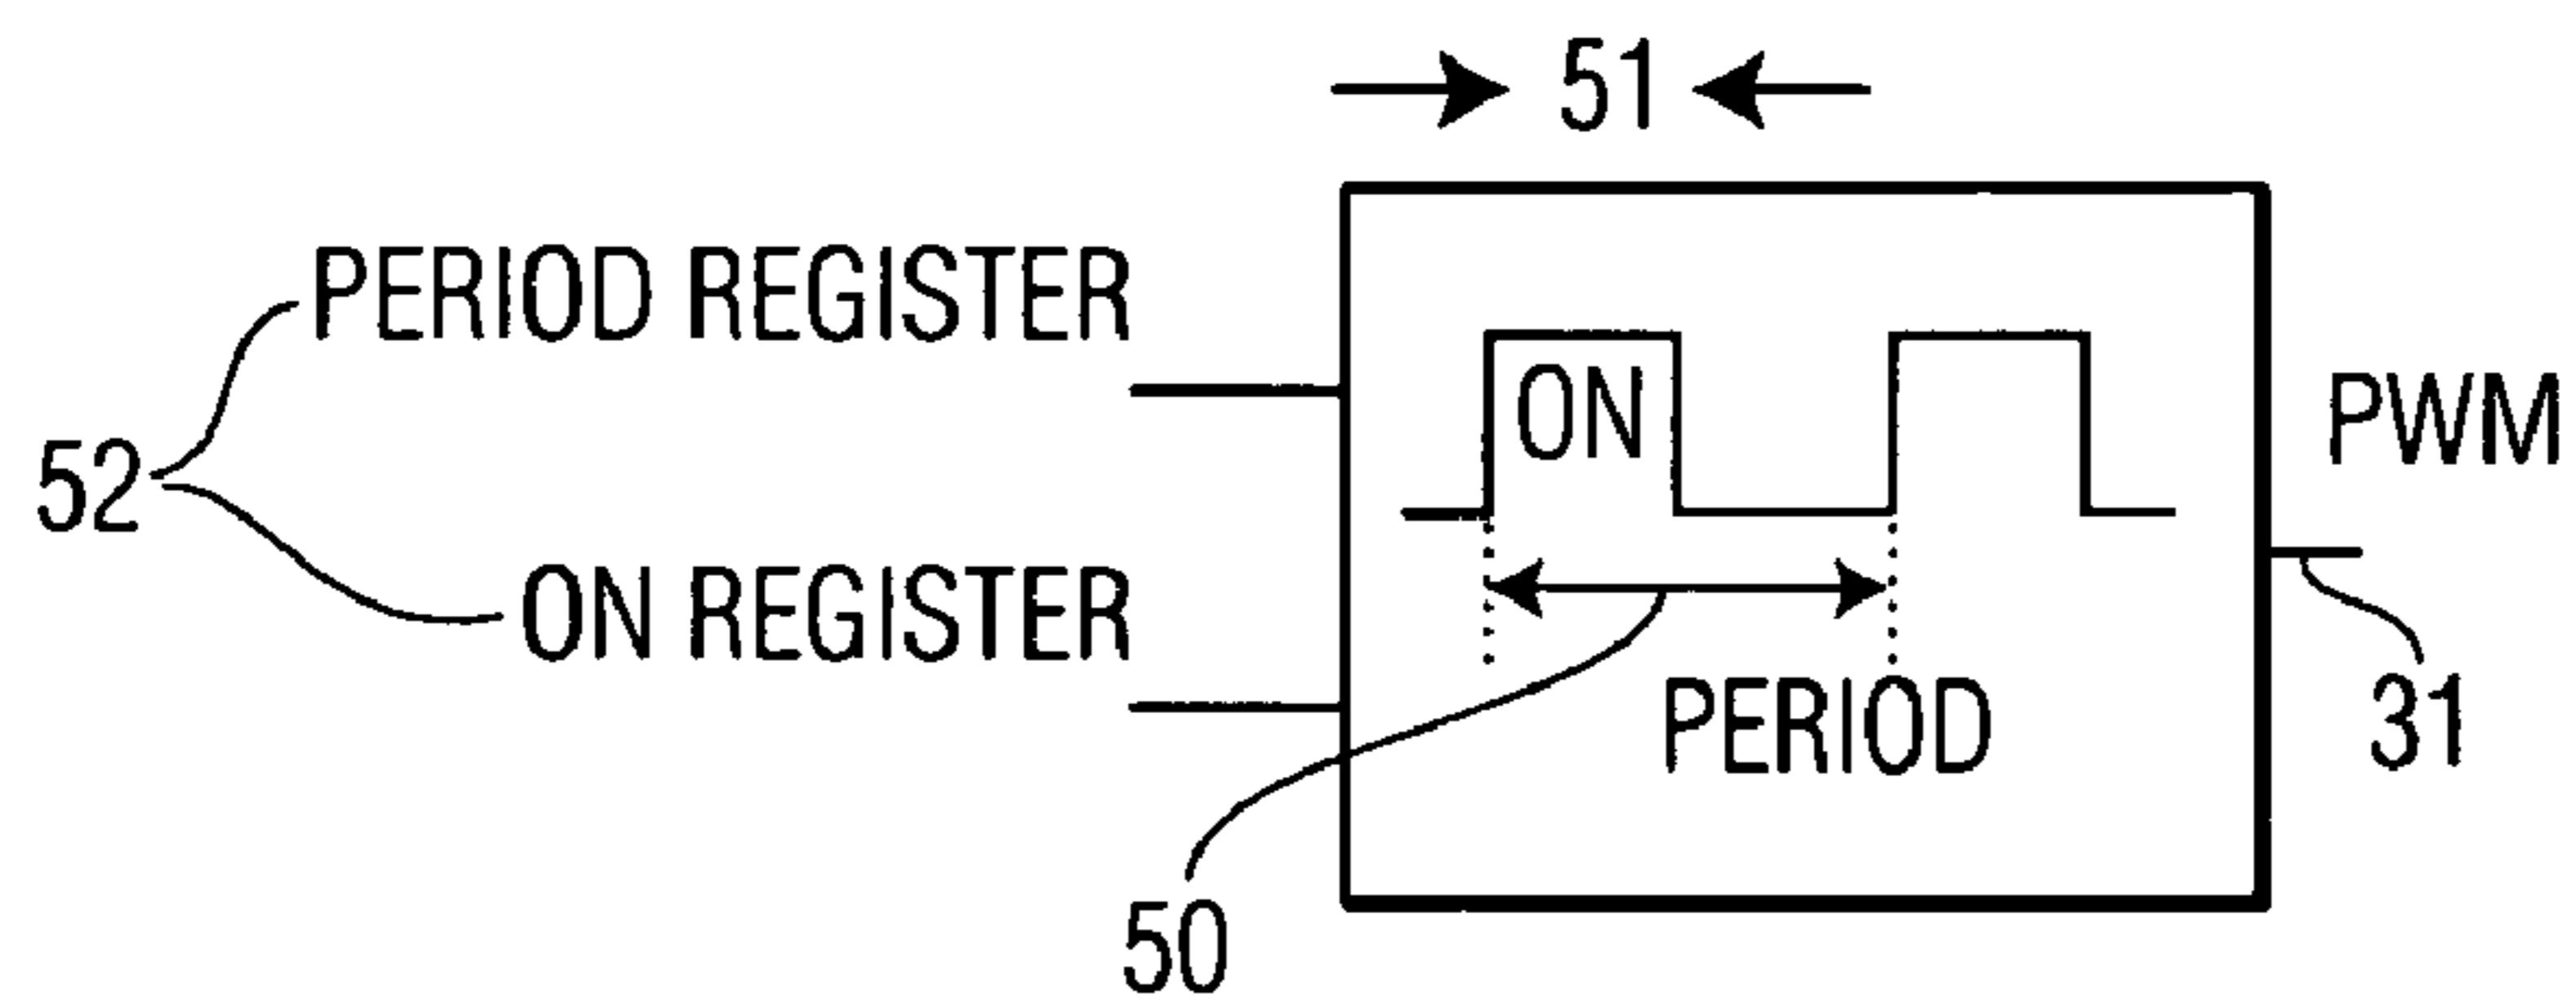 51
PERIOD REGISTER
ON
PWM
52
ON REGISTER
PERIOD
31
50